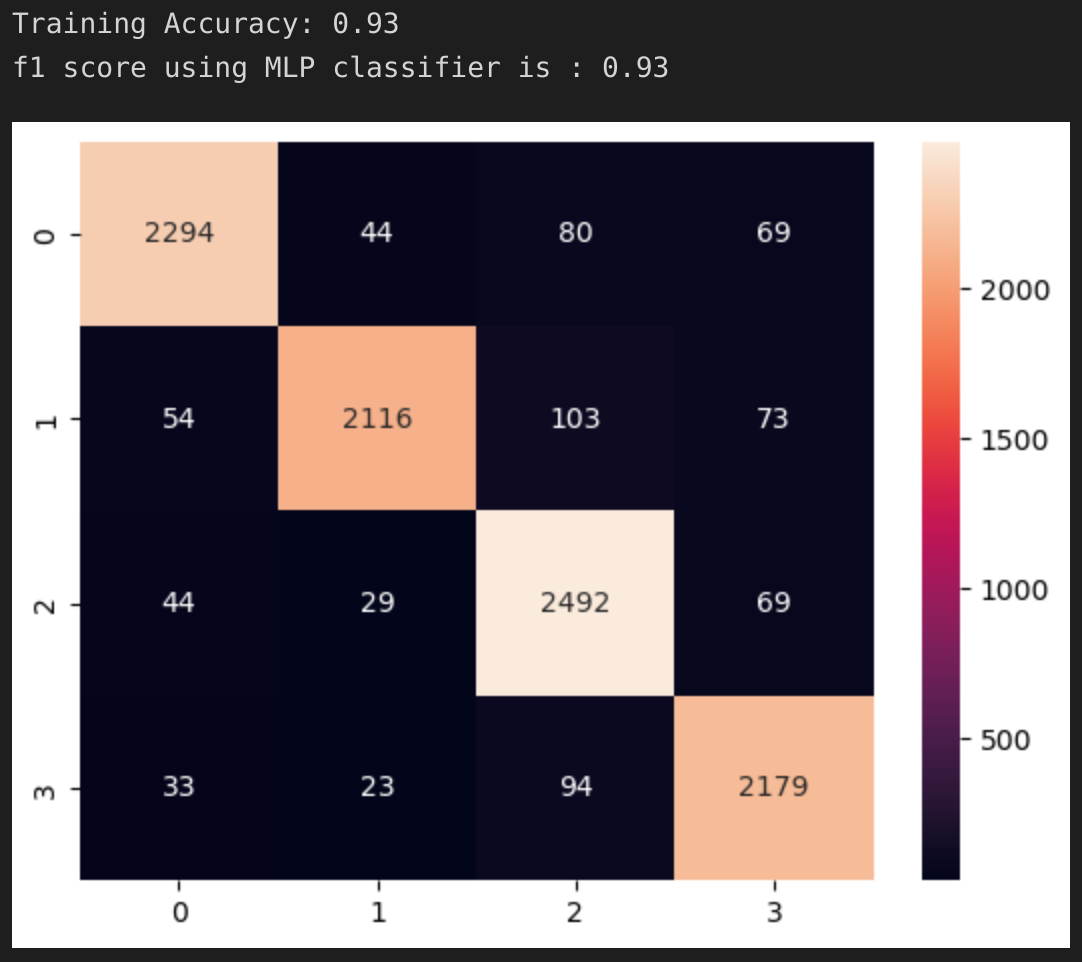 Training Accuracy: 0.93
f1 score using MLP classifier is : 0.93
0 2294 44 80 69
1 54 2116 103 73
2 44 29 2492 69
3 33 23 94 2179
0 1 2 3
2000
1500
1000
500